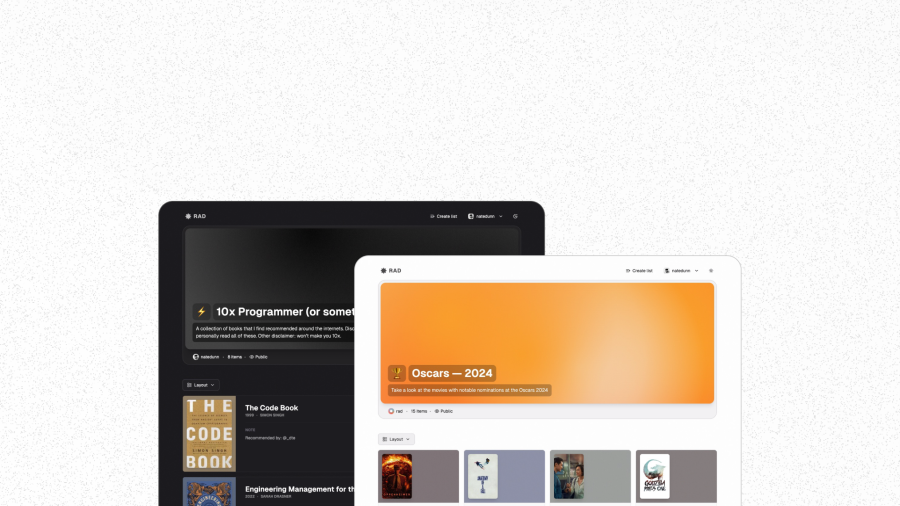 RAD
Create list
natedunn
10x Programmer (or somet
A collection of books that I find recommended around the internets. Disc
personally read all of these. Other disclaimer: won't make you 10x.
natedunn · 8 items · Public
Layout
THE
CODE
BOOK
SIMON SINGH
The Code Book
SIMON SINGH
NOTE
Engineering Management for th
2022 · SARAH DRASNER
RAD
Create list
natedunn
Oscars — 2024
Take a look at the movies with notable nominations at the Oscars 2024
rad · 15 items · Public
Layout
OPPENHEIMER
GODZILLA
MINUS ONE